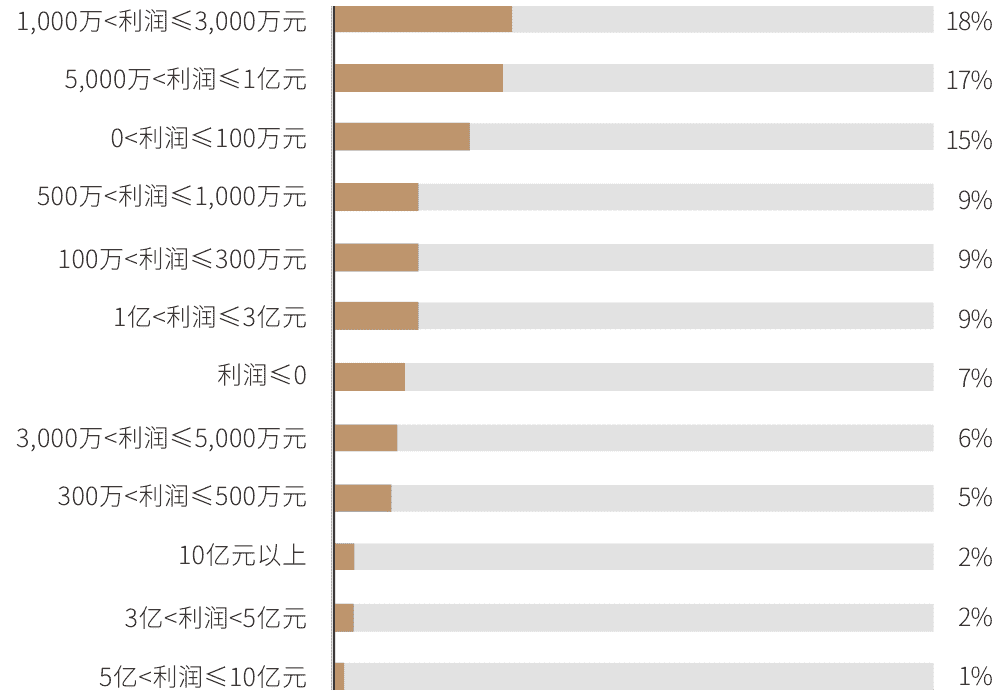 1,000万<利润≤3,000万元 18%
5,000万<利润≤1亿元 17%
0<利润≤100万元 15%
500万<利润≤1,000万元 9%
100万<利润≤300万元 9%
1亿<利润≤3亿元 9%
利润≤0 7%
3,000万<利润≤5,000万元 6%
300万<利润≤500万元 5%
10亿元以上 2%
3亿<利润<5亿元 2%
5亿<利润≤10亿元 1%